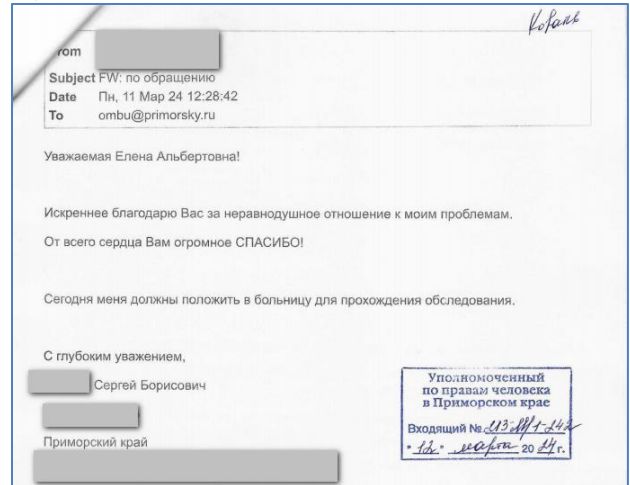 Коваль
From
Subject FW: по обращению
Date Пн, 11 Мар 24 12:28:42
To ombu@primorsky.ru
Уважаемая Елена Альбертовна!
Искреннее благодарю Вас за неравнодушное отношение к моим проблемам.
От всего сердца Вам огромное СПАСИБО!
Сегодня меня должны положить в больницу для прохождения обследования.
С глубоким уважением,
Сергей Борисович
Приморский край
Уполномоченный
по правам человека
в Приморском крае
Входящий №
"12" марта 2024 г.